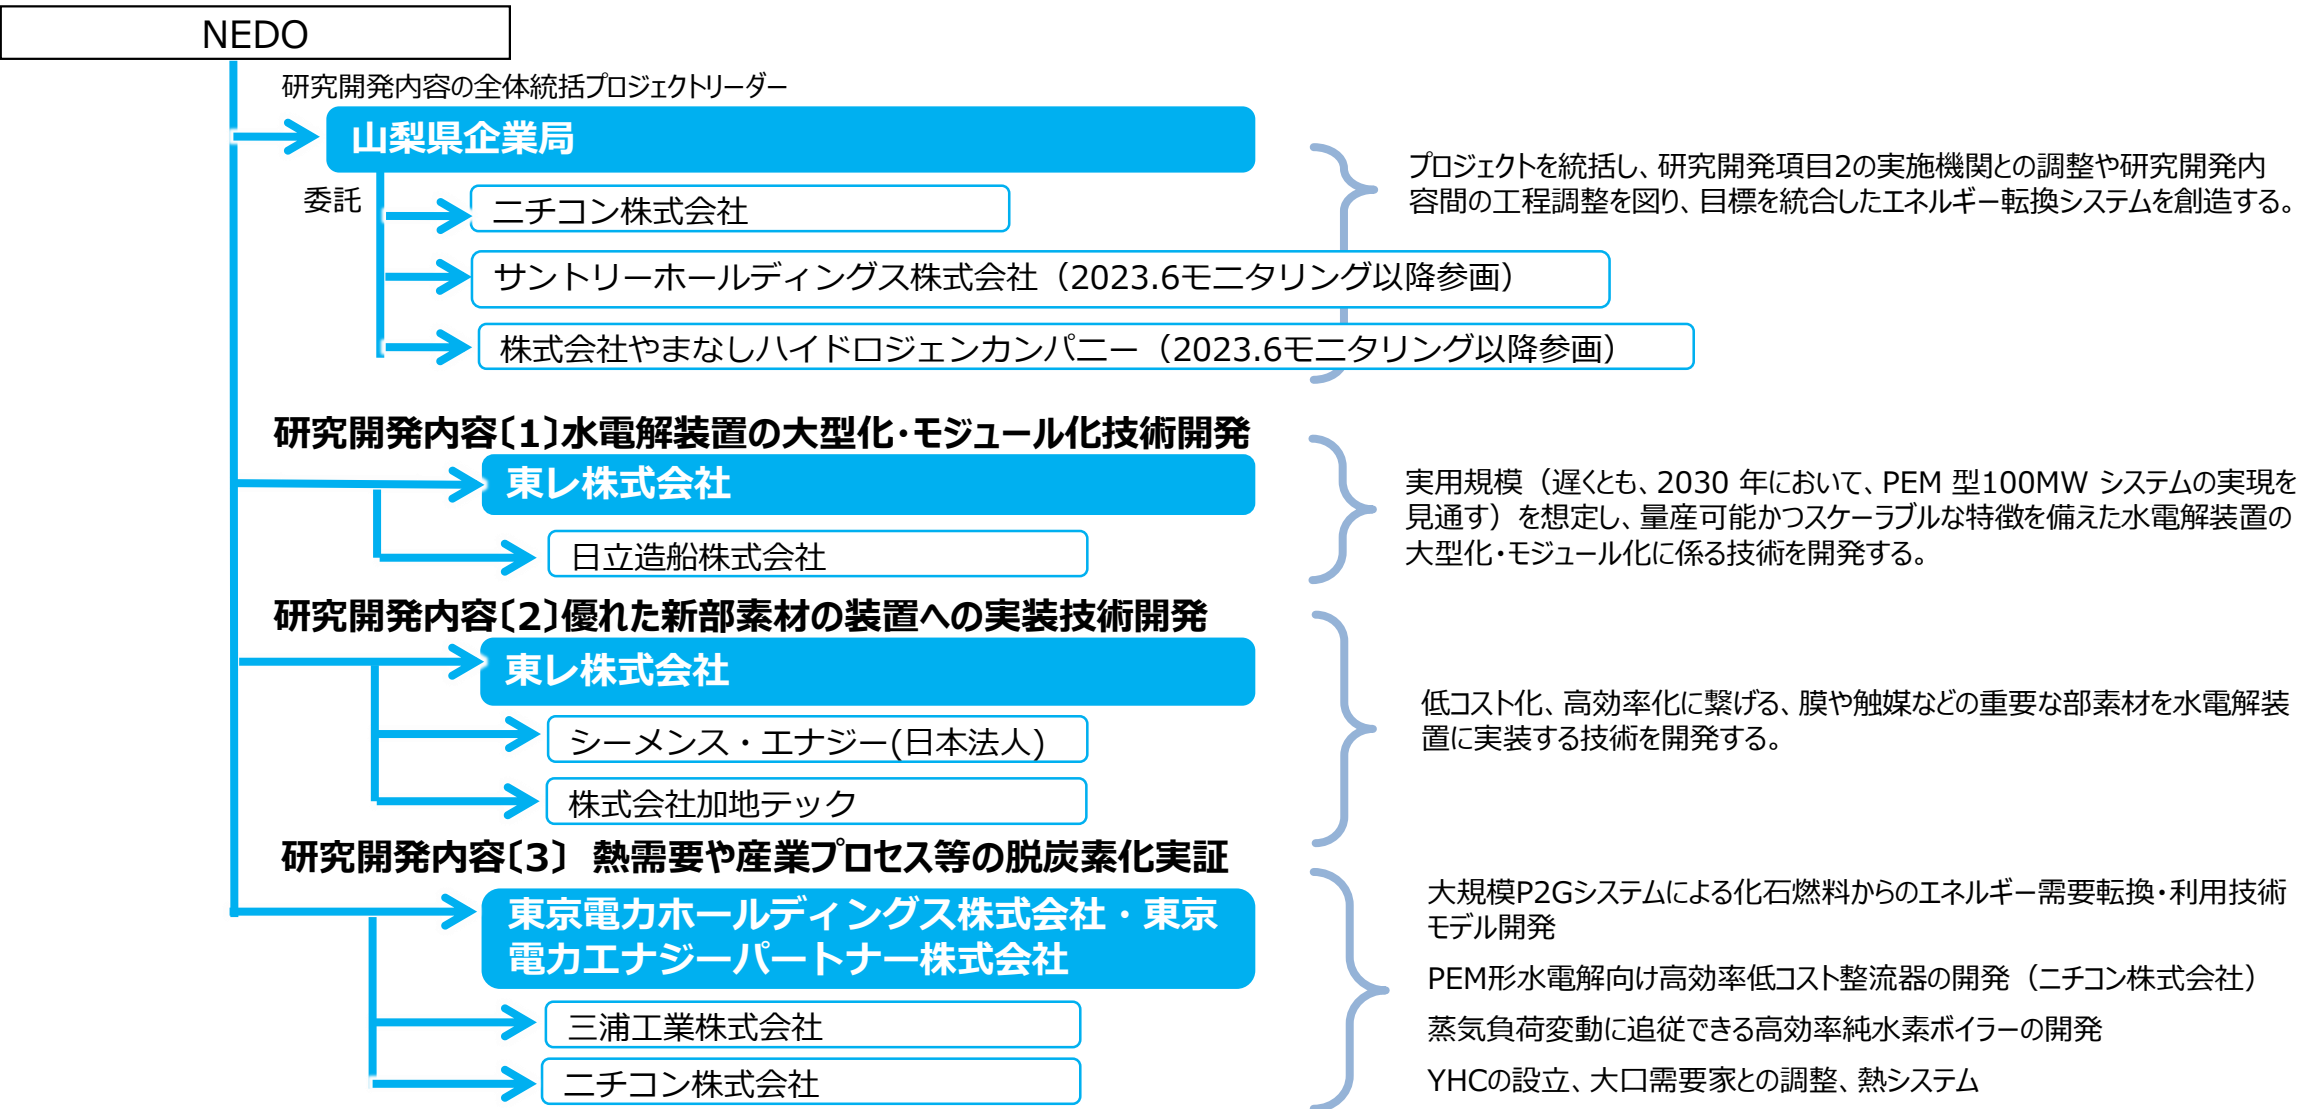 NEDO
研究開発内容の全体統括プロジェクトリーダー
山梨県企業局
委託
ニチコン株式会社
サントリーホールディングス株式会社（2023.6モニタリング以降参画）
株式会社やまなしハイドロジェンカンパニー（2023.6モニタリング以降参画）
プロジェクトを統括し、研究開発項目2の実施機関との調整や研究開発内
容間の工程調整を図り、目標を統合したエネルギー転換システムを創造する。
研究開発内容〔1〕水電解装置の大型化・モジュール化技術開発
東レ株式会社
日立造船株式会社
実用規模（遅くとも、2030 年において、PEM 型100MW システムの実現を
見通す）を想定し、量産可能かつスケーラブルな特徴を備えた水電解装置の
大型化・モジュール化に係る技術を開発する。
研究開発内容〔2〕優れた新部素材の装置への実装技術開発
東レ株式会社
シーメンス・エナジー(日本法人)
株式会社加地テック
低コスト化、高効率化に繋げる、膜や触媒などの重要な部素材を水電解装
置に実装する技術を開発する。
研究開発内容〔3〕 熱需要や産業プロセス等の脱炭素化実証
東京電力ホールディングス株式会社・東京
電力エナジーパートナー株式会社
三浦工業株式会社
ニチコン株式会社
大規模P2Gシステムによる化石燃料からのエネルギー需要転換・利用技術
モデル開発
PEM形水電解向け高効率低コスト整流器の開発（ニチコン株式会社）
蒸気負荷変動に追従できる高効率純水素ボイラーの開発
YHCの設立、大口需要家との調整、熱システム